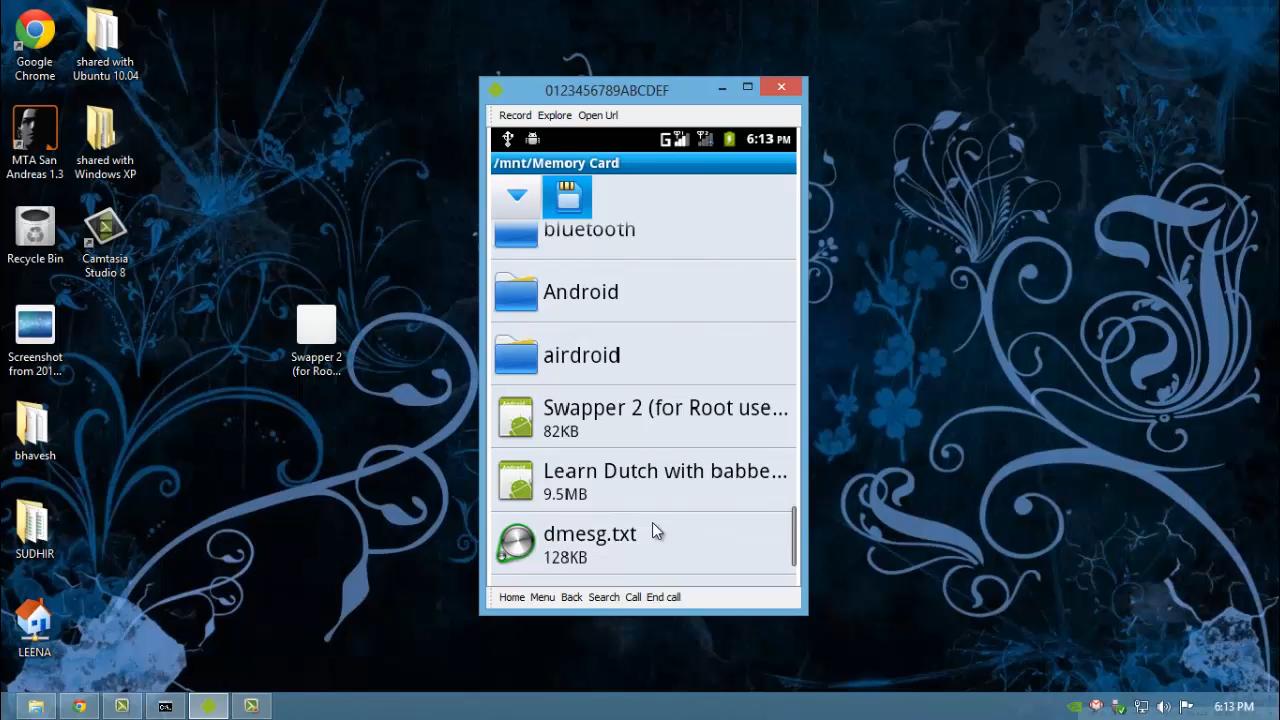 Google
Chrome
shared with
Ubuntu 10.04
MTA San
Andreas 1.3
shared with
Windows XP
Recycle Bin
Camtasia
Studio 8
Screenshot
from 201...
Swapper 2
(for Roo...
bhavesh
SUDHIR
LEENA
0123456789ABCDEF
Record Explore Open Url
G 6:13 PM
/mnt/Memory Card
bluetooth
Android
airdroid
Swapper 2 (for Root use...
82KB
Learn Dutch with babbe...
9.5MB
dmesg.txt
128KB
Home Menu Back Search Call End call
6:13 PM